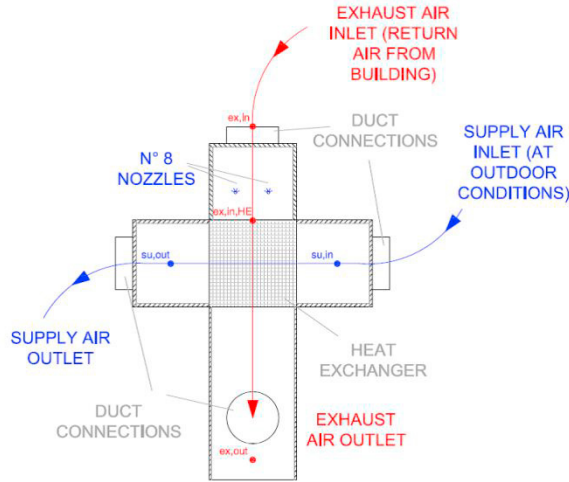 EXHAUST AIR
INLET (RETURN
AIR FROM
BUILDING)
ex,in
DUCT
CONNECTIONS
SUPPLY AIR
INLET (AT
OUTDOOR
CONDITIONS)
N° 8
NOZZLES
ex,in,HE
su,out
su,in
SUPPLY AIR
OUTLET
HEAT
EXCHANGER
DUCT
CONNECTIONS
EXHAUST
AIR OUTLET
ex,out